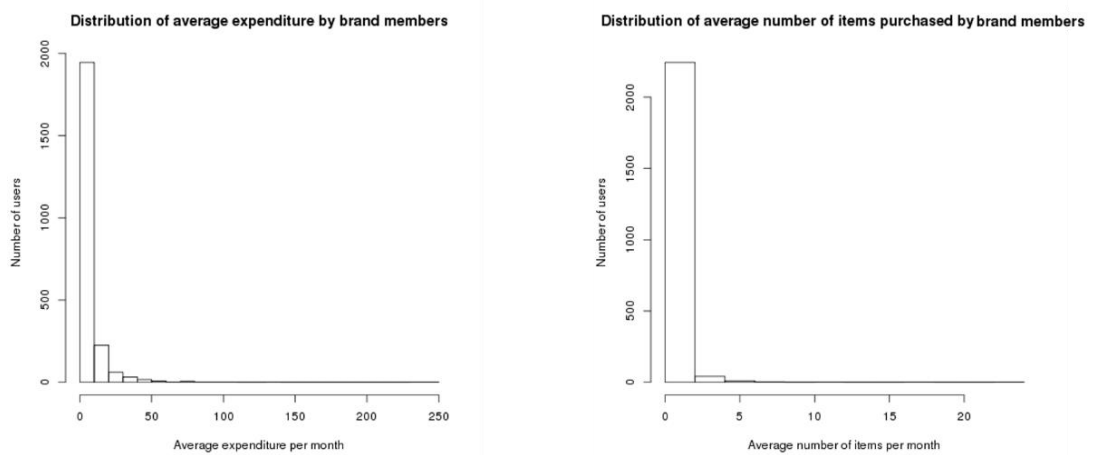 Distribution of average expenditure by brand members
2000
1500
1000
500
0
Number of users
0 50 100 150 200 250
Average expenditure per month
Distribution of average number of items purchased by brand members
2000
1500
1000
500
0
Number of users
0 5 10 15 20
Average number of items per month